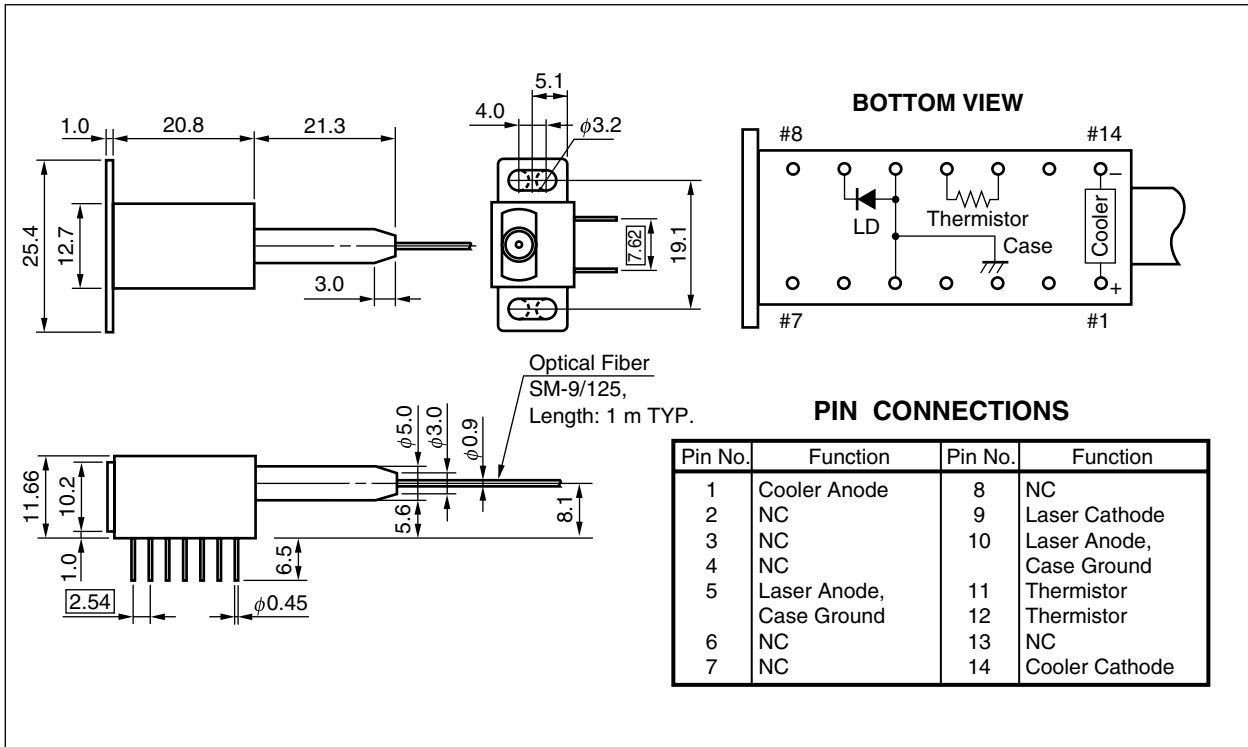 1.0
20.8
21.3
25.4
12.7
3.0
5.1
4.0
φ3.2
7.62
19.1
BOTTOM VIEW
#8
#14
LD
Thermistor
Case
Cooler
–
+
#7
#1
Optical Fiber
SM-9/125,
Length: 1 m TYP.
11.66
10.2
1.0
2.54
φ0.45
6.5
5.6
φ5.0
φ3.0
φ0.9
8.1
PIN CONNECTIONS
Pin No. Function Pin No. Function
1 Cooler Anode 8 NC
2 NC 9 Laser Cathode
3 NC 10 Laser Anode,
4 NC Case Ground
5 Laser Anode, 11 Thermistor
Case Ground 12 Thermistor
6 NC 13 NC
7 NC 14 Cooler Cathode